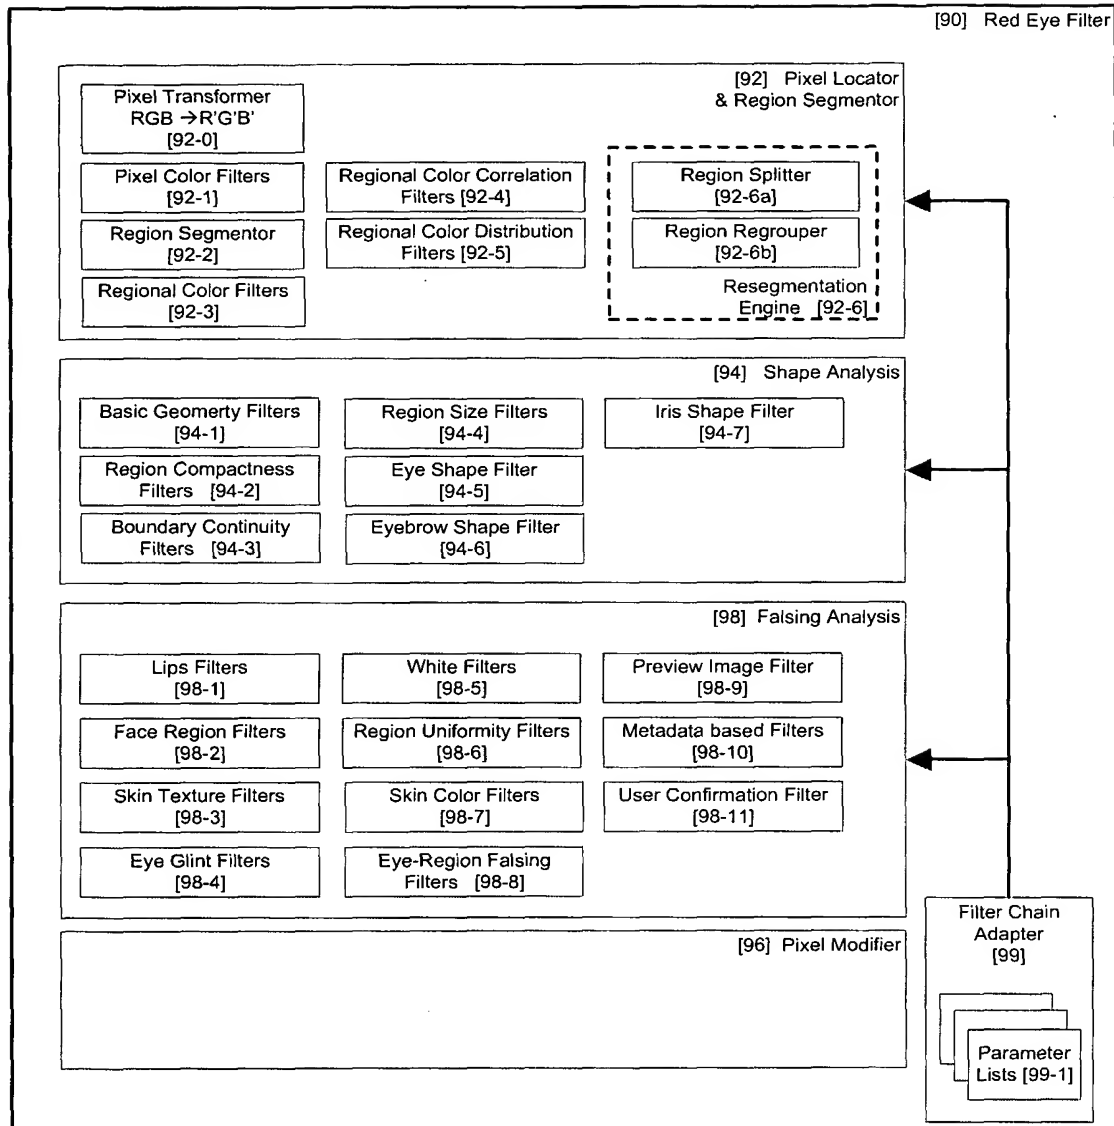 [90] Red Eye Filter
[92] Pixel Locator
& Region Segmentor
Pixel Transformer
RGB →R'G'B'
[92-0]
Pixel Color Filters
[92-1]
Region Segmentor
[92-2]
Regional Color Filters
[92-3]
Regional Color Correlation
Filters [92-4]
Regional Color Distribution
Filters [92-5]
Region Splitter
[92-6a]
Region Regrouper
[92-6b]
Resegmentation
Engine [92-6]
[94] Shape Analysis
Basic Geomerty Filters
[94-1]
Region Compactness
Filters [94-2]
Boundary Continuity
Filters [94-3]
Region Size Filters
[94-4]
Eye Shape Filter
[94-5]
Eyebrow Shape Filter
[94-6]
Iris Shape Filter
[94-7]
[98] Falsing Analysis
Lips Filters
[98-1]
Face Region Filters
[98-2]
Skin Texture Filters
[98-3]
Eye Glint Filters
[98-4]
White Filters
[98-5]
Region Uniformity Filters
[98-6]
Skin Color Filters
[98-7]
Eye-Region Falsing
Filters [98-8]
Preview Image Filter
[98-9]
Metadata based Filters
[98-10]
User Confirmation Filter
[98-11]
[96] Pixel Modifier
Filter Chain
Adapter
[99]
Parameter
Lists [99-1]